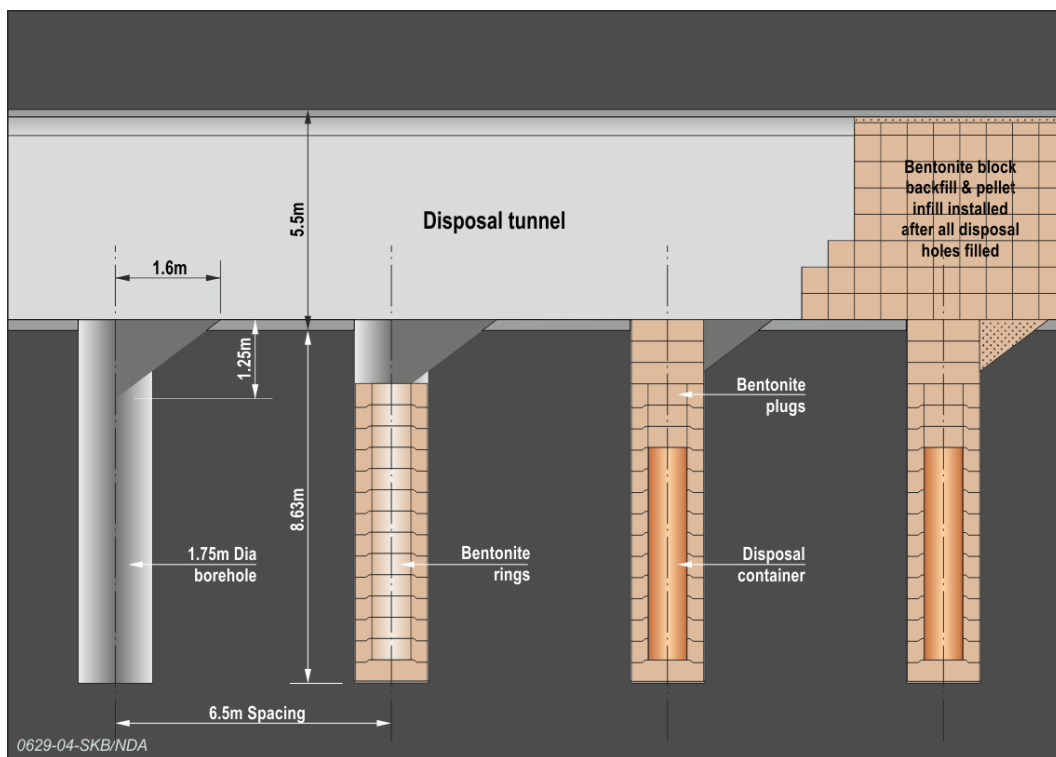 Bentonite block
backfill & pellet
infill installed
after all disposal
holes filled
Disposal tunnel
5.5m
1.6m
1.25m
Bentonite
plugs
8.63m
1.75m Dia
borehole
Bentonite
rings
Disposal
container
6.5m Spacing
0629-04-SKB/NDA